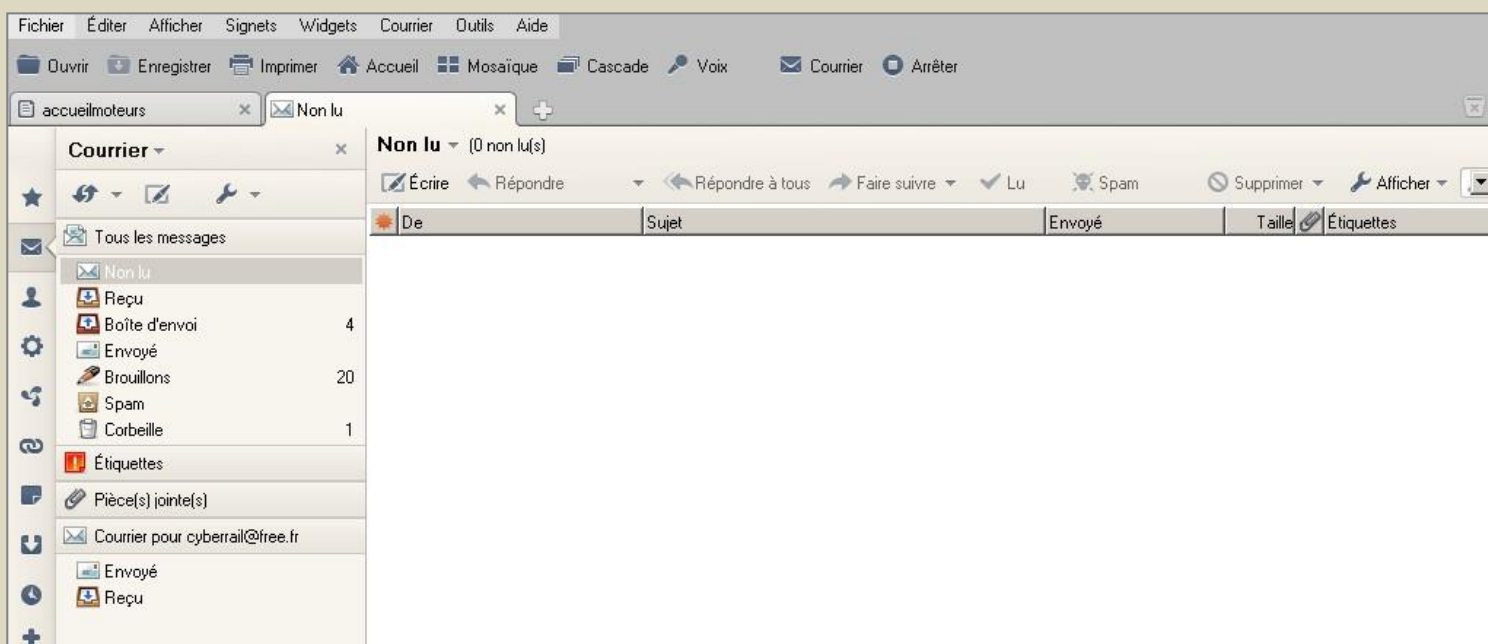 Fichier Éditer Afficher Signets Widgets Courrier Outils Aide
Ouvrir Enregistrer Imprimer Accueil Mosaïque Cascade Voix Courrier Arrêter
accueilmoteurs Non lu
Courrier
Non lu (0 non lu(s)
Écrire Répondre Répondre à tous Faire suivre Lu Spam Supprimer Afficher
De Sujet Envoyé Taille Étiquettes
Tous les messages
Non lu
Reçu
Boîte d'envoi 4
Envoyé
Brouillons 20
Spam
Corbeille 1
Étiquettes
Pièce(s) jointe(s)
Courrier pour cyberrail@free.fr
Envoyé
Reçu